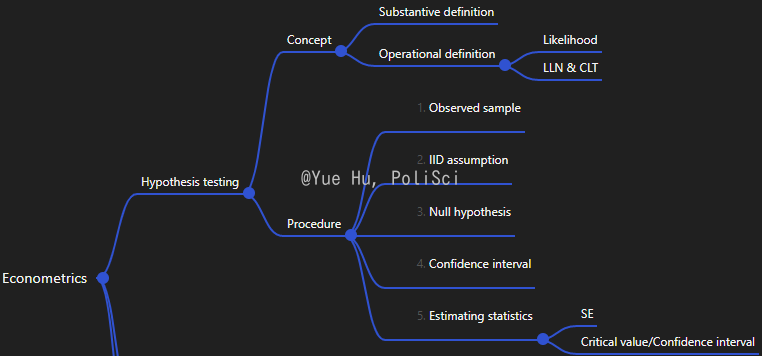 Substantive definition
Concept
Operational definition
Likelihood
LLN & CLT
1. Observed sample
2. IID assumption
@Yue Hu, PoliSci
Hypothesis testing
3. Null hypothesis
Procedure
4. Confidence interval
Econometrics
5. Estimating statistics
SE
Critical value/Confidence interval